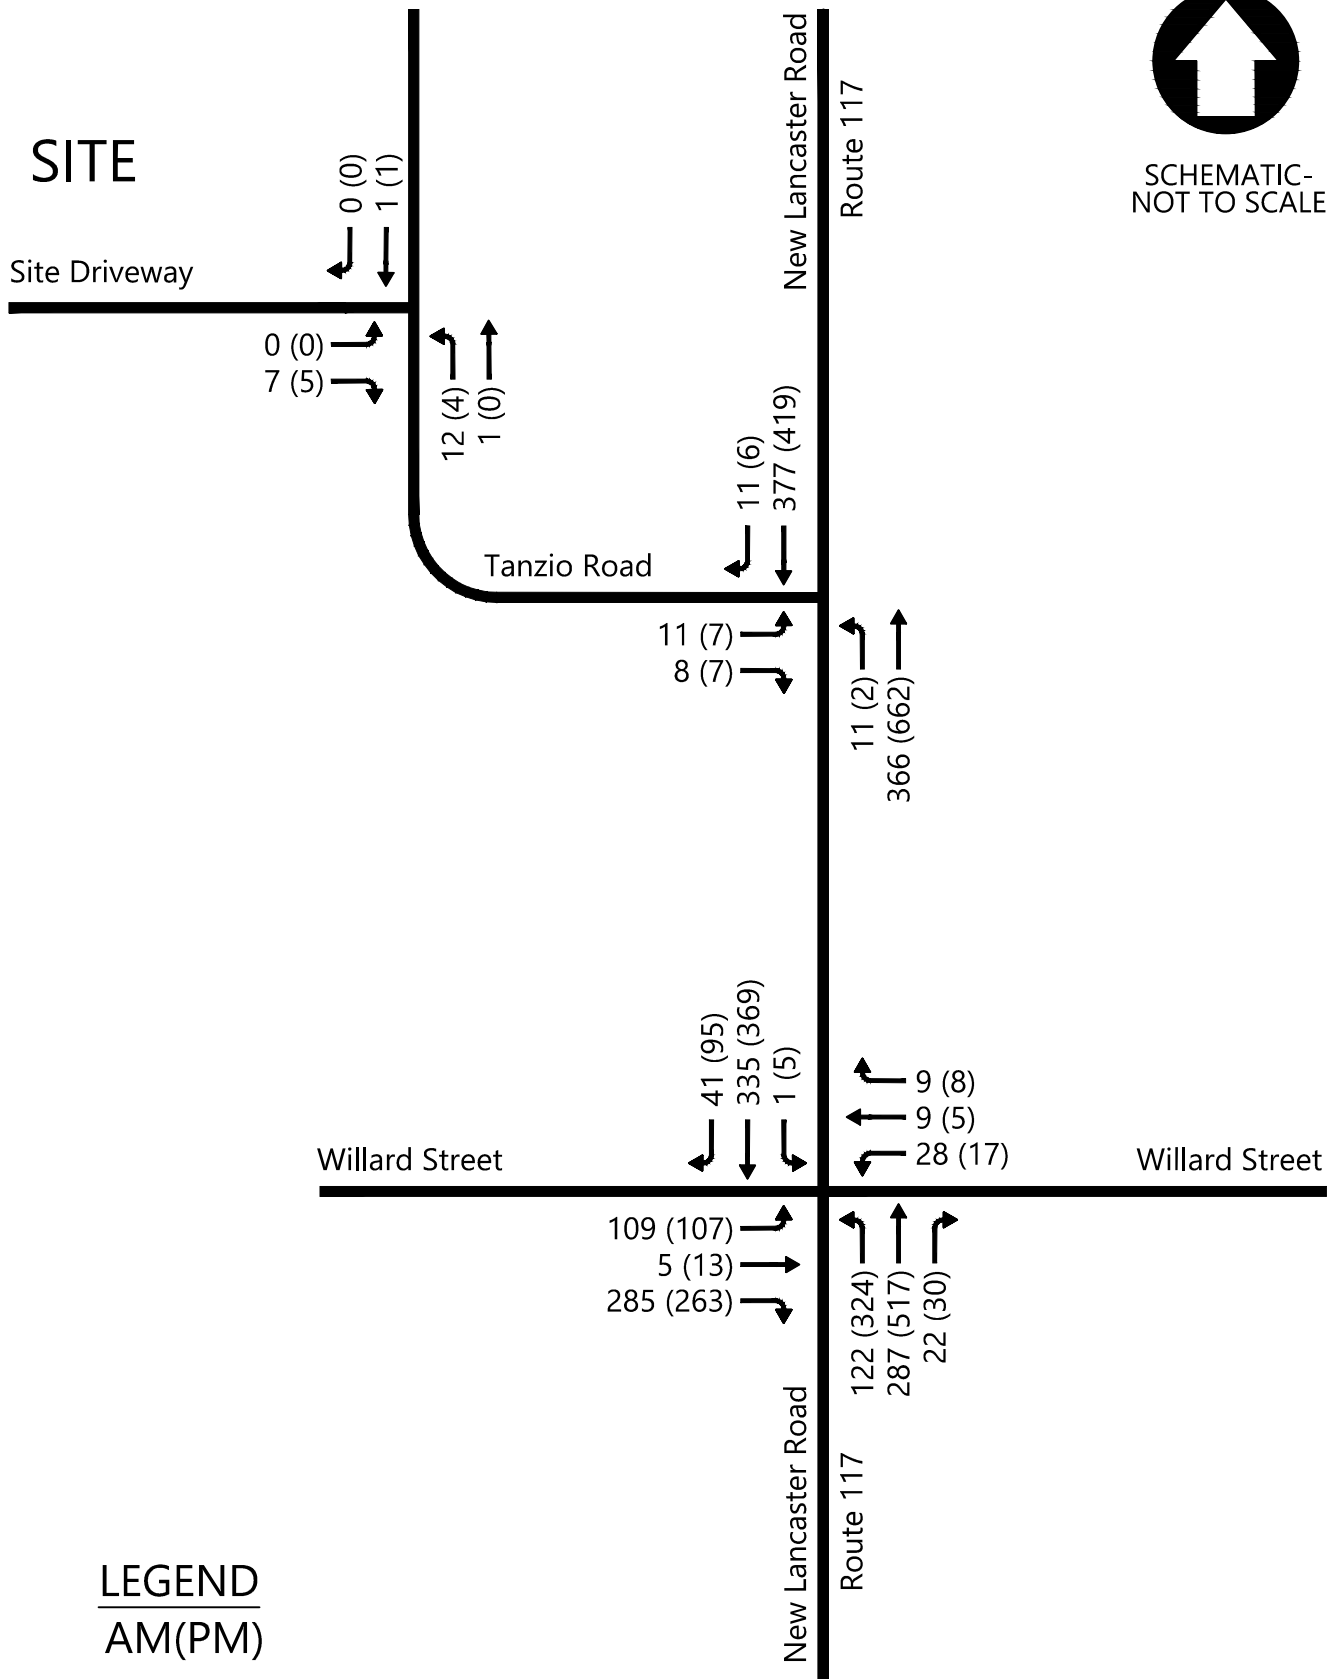 New Lancaster Road
Route 117
SCHEMATIC-
NOT TO SCALE
SITE
0 (0)
1 (1)
Site Driveway
0 (0)
7 (5)
12 (4)
1 (0)
11 (6)
377 (419)
Tanzio Road
11 (7)
8 (7)
11 (2)
366 (662)
41 (95)
335 (369)
1 (5)
9 (8)
9 (5)
28 (17)
Willard Street
Willard Street
109 (107)
5 (13)
285 (263)
122 (324)
287 (517)
22 (30)
New Lancaster Road
Route 117
LEGEND
AM(PM)